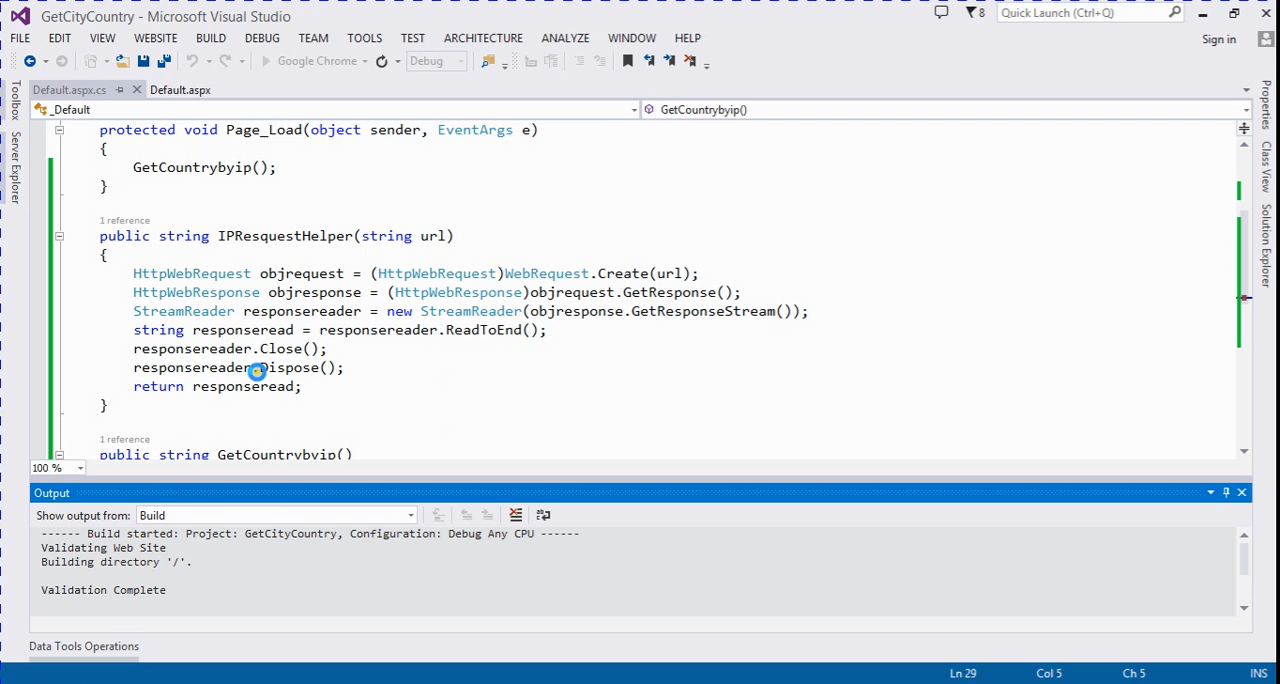 GetCityCountry - Microsoft Visual Studio
8
Quick Launch (Ctrl+Q)
FILE EDIT VIEW WEBSITE BUILD DEBUG TEAM TOOLS TEST ARCHITECTURE ANALYZE WINDOW HELP
Sign in
Google Chrome Debug
Default.aspx.cs Default.aspx
_Default GetCountrybyip()
Toolbox
Server Explorer
Properties
Class View
Solution Explorer
protected void Page_Load(object sender, EventArgs e)
{
GetCountrybyip();
}
1 reference
public string IPResquestHelper(string url)
{
HttpWebRequest objrequest = (HttpWebRequest)WebRequest.Create(url);
HttpWebResponse objresponse = (HttpWebResponse)objrequest.GetResponse();
StreamReader responsereader = new StreamReader(objresponse.GetResponseStream());
string responseread = responsereader.ReadToEnd();
responsereader.Close();
responsereader.Dispose();
return responseread;
}
1 reference
public string GetCountrybyip()
100 %
Output
Show output from: Build
------ Build started: Project: GetCityCountry, Configuration: Debug Any CPU ------
Validating Web Site
Building directory '/'.
Validation Complete
Data Tools Operations
Ln 29 Col 5 Ch 5 INS